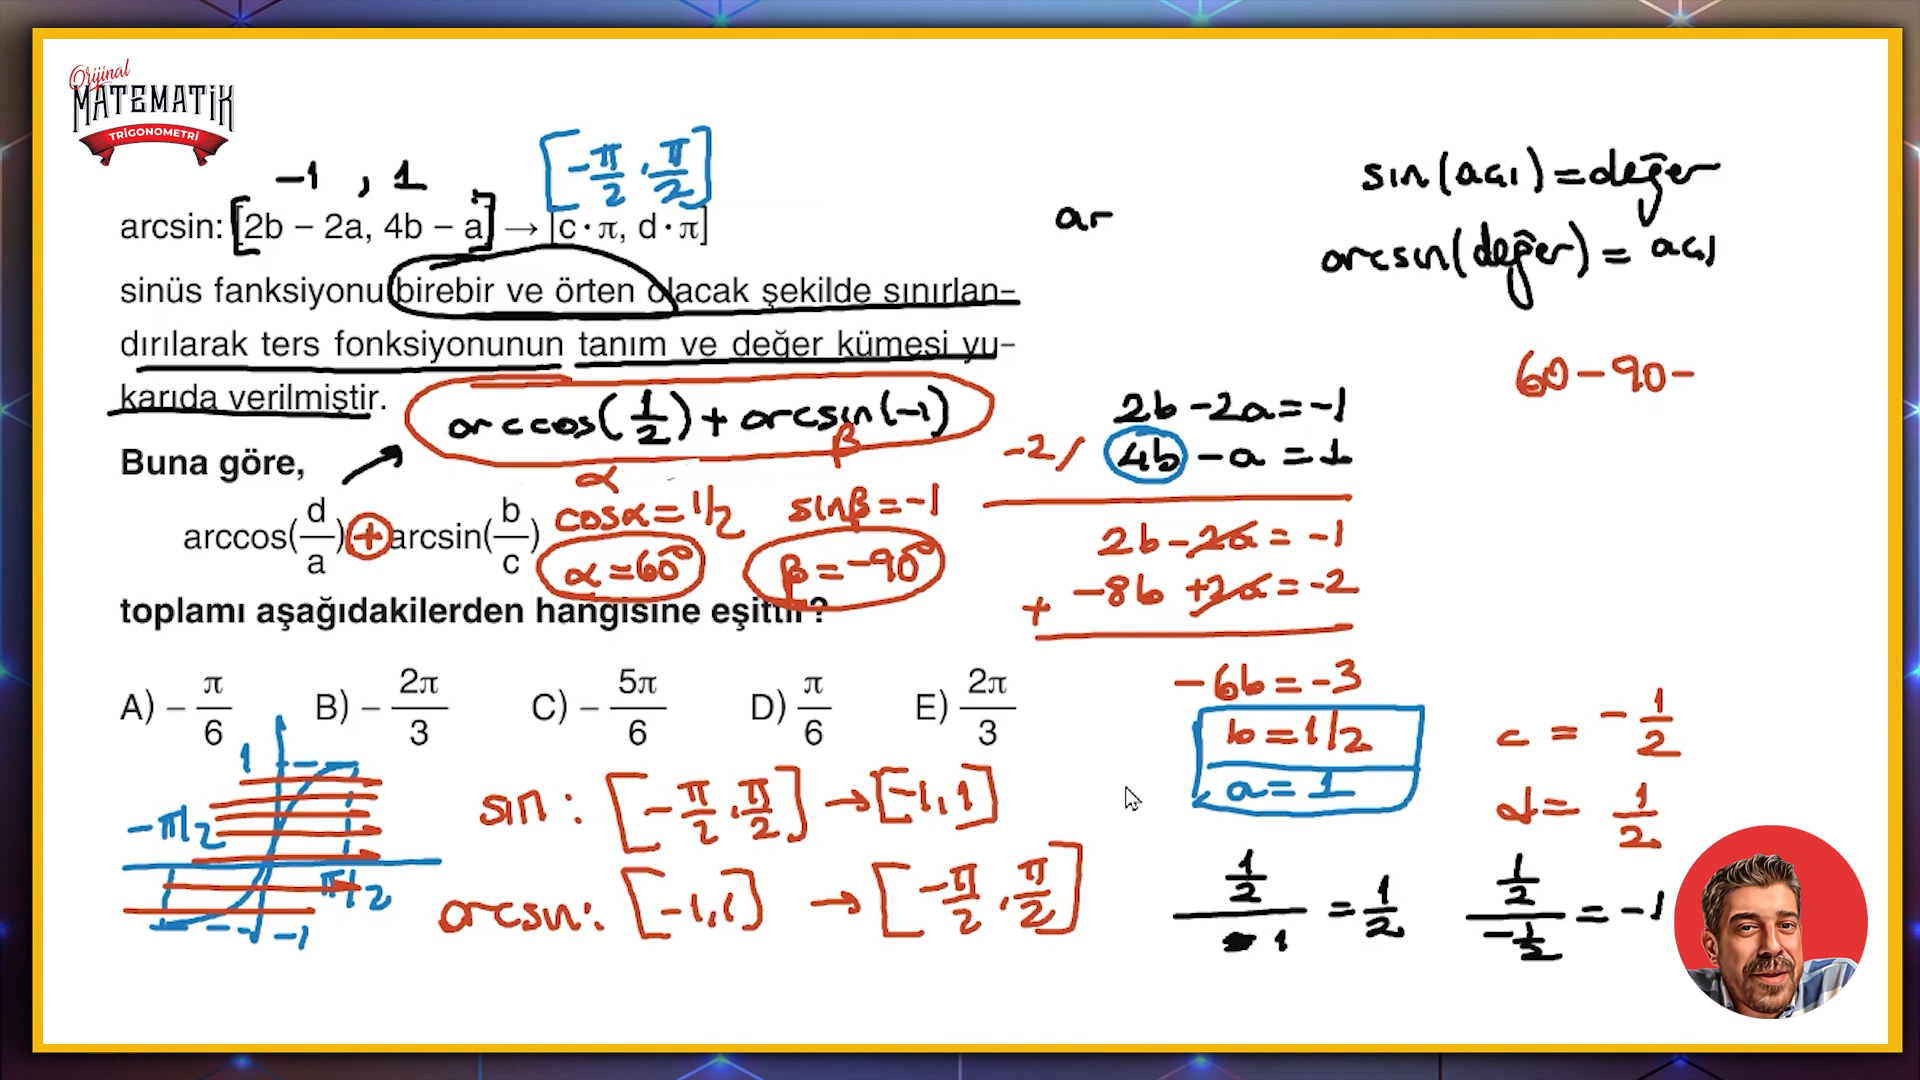 Orijinal
MATEMATİK
TRİGONOMETRİ
-1 , 1
[-π/2, π/2]
arcsin: [2b – 2a, 4b – a] → [c · π, d · π]
sinüs fanksiyonu birebir ve örten olacak şekilde sınırlan-
dırılarak ters fonksiyonunun tanım ve değer kümesi yu-
karıda verilmiştir.
arccos(1/2) + arcsin(-1)
α β
Buna göre,
arccos(d/a) + arcsin(b/c)
cosα = 1/2
α = 60°
sinβ = -1
β = -90°
toplamı aşağıdakilerden hangisine eşittir?
A) – π/6 B) – 2π/3 C) – 5π/6 D) π/6 E) 2π/3
1
-π/2
π/2
-1
sin: [-π/2, π/2] → [-1, 1]
arcsin: [-1, 1] → [-π/2, π/2]
ar
sin(açı) = değer
arcsin(değer) = açı
60 - 90 -
2b - 2a = -1
-2/ 4b - a = 1
2b - 2a = -1
+ -8b + 2a = -2
-6b = -3
b = 1/2
a = 1
c = -1/2
d = 1/2
1/2 / 1 = 1/2
1/2 / -1/2 = -1